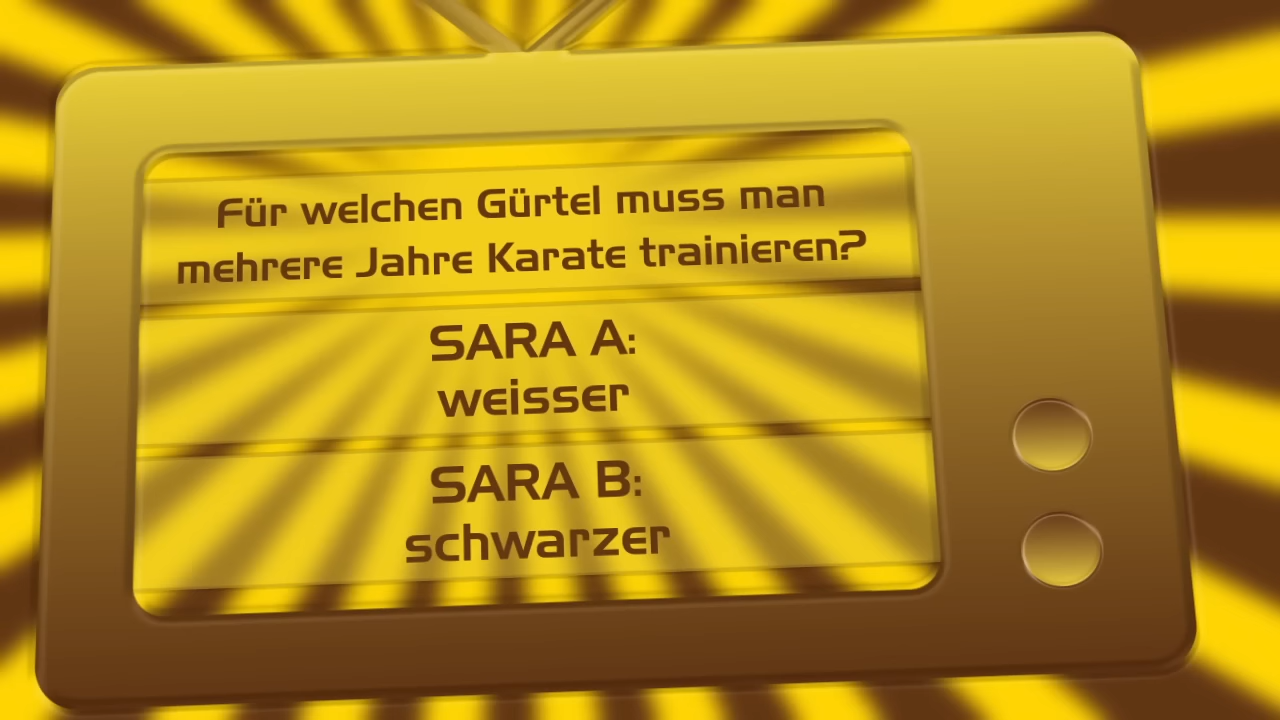 Für welchen Gürtel muss man
mehrere Jahre Karate trainieren?
SARA A:
weisser
SARA B:
schwarzer